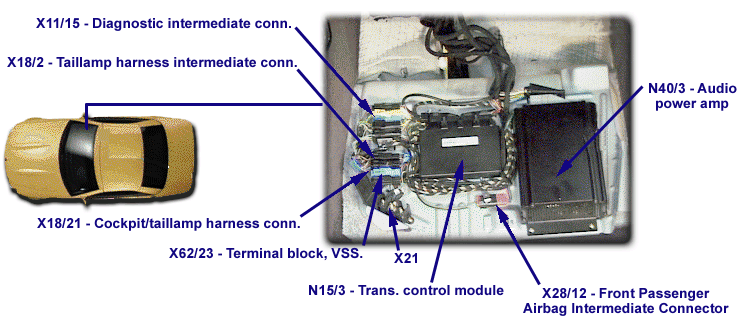 X11/15 - Diagnostic intermediate conn.
X18/2 - Taillamp harness intermediate conn.
N40/3 - Audio
power amp
X18/21 - Cockpit/taillamp harness conn.
X62/23 - Terminal block, VSS.
X21
N15/3 - Trans. control module
X28/12 - Front Passenger
Airbag Intermediate Connector